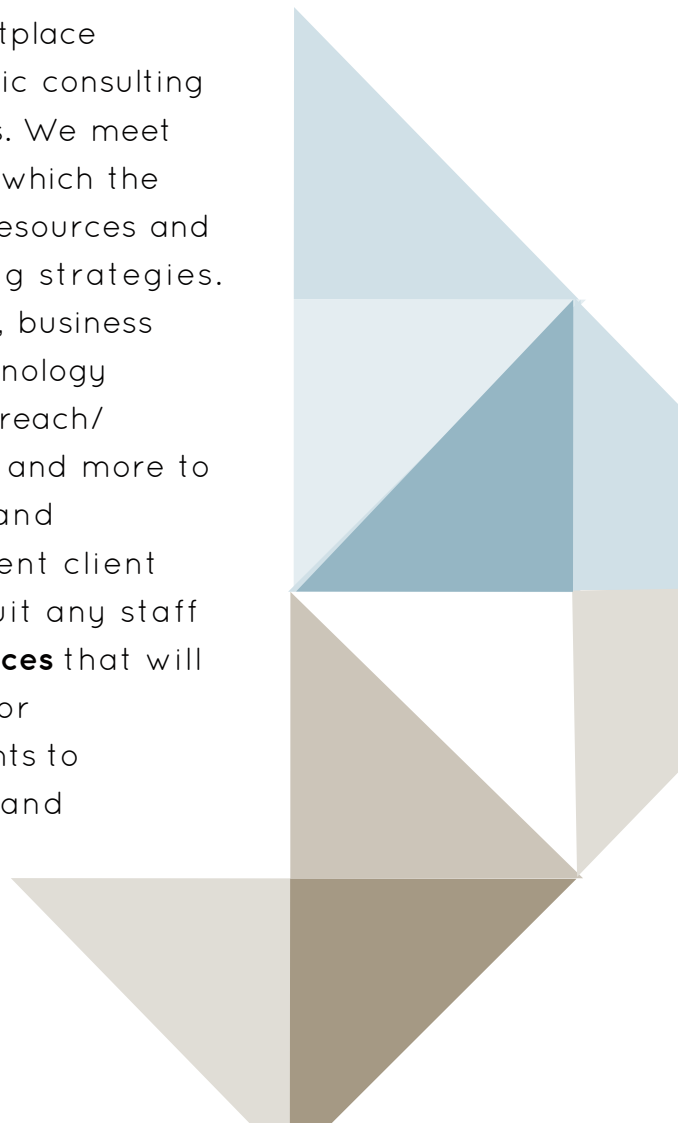 tplace
ic consulting
s. We meet
which the
esources and
g strategies.
, business
nology
reach/
and more to
and
ent client
uit any staff
ces that will
or
nts to
and